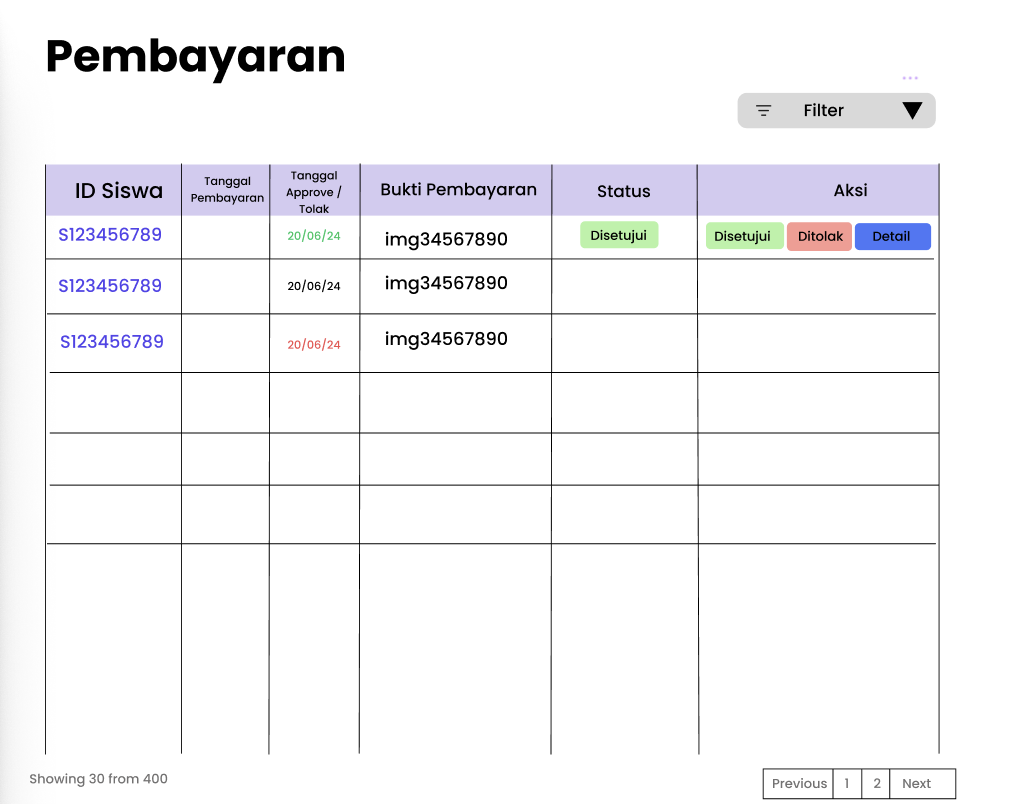 Pembayaran
Filter
ID Siswa
Tanggal
Pembayaran
Tanggal
Approve /
Tolak
Bukti Pembayaran
Status
Aksi
S123456789
20/06/24
img34567890
Disetujui
Disetujui
Ditolak
Detail
S123456789
20/06/24
img34567890
S123456789
20/06/24
img34567890
Showing 30 from 400
Previous
1
2
Next